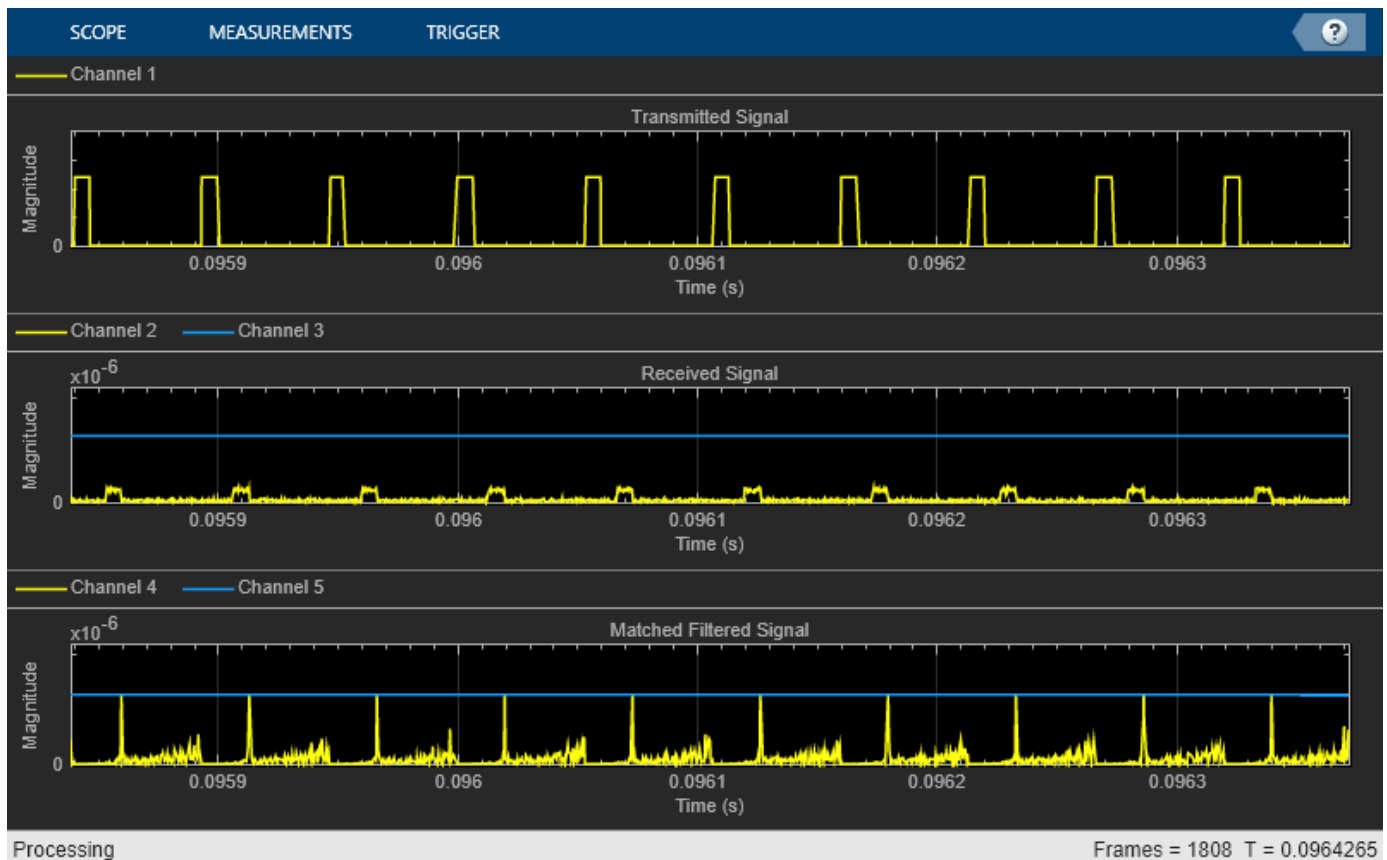 SCOPE MEASUREMENTS TRIGGER ?
Channel 1
Transmitted Signal
Magnitude
0
0.0959 0.096 0.0961 0.0962 0.0963
Time (s)
Channel 2 Channel 3
x10^-6
Received Signal
Magnitude
0
0.0959 0.096 0.0961 0.0962 0.0963
Time (s)
Channel 4 Channel 5
x10^-6
Matched Filtered Signal
Magnitude
0
0.0959 0.096 0.0961 0.0962 0.0963
Time (s)
Processing Frames = 1808 T = 0.0964265